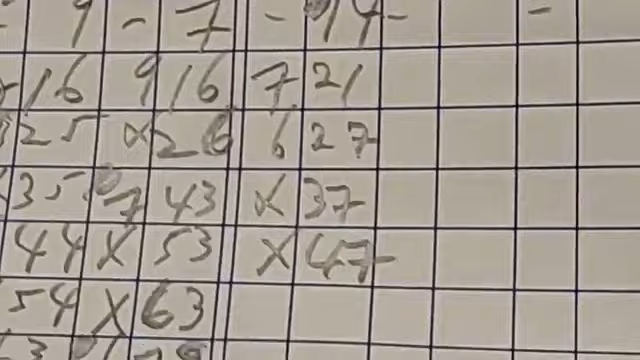 9 - 7 - 14 - -
16 9 16 7 21
25 x 26 6 27
35 7 43 x 37
44 x 53 x 47
54 x 63